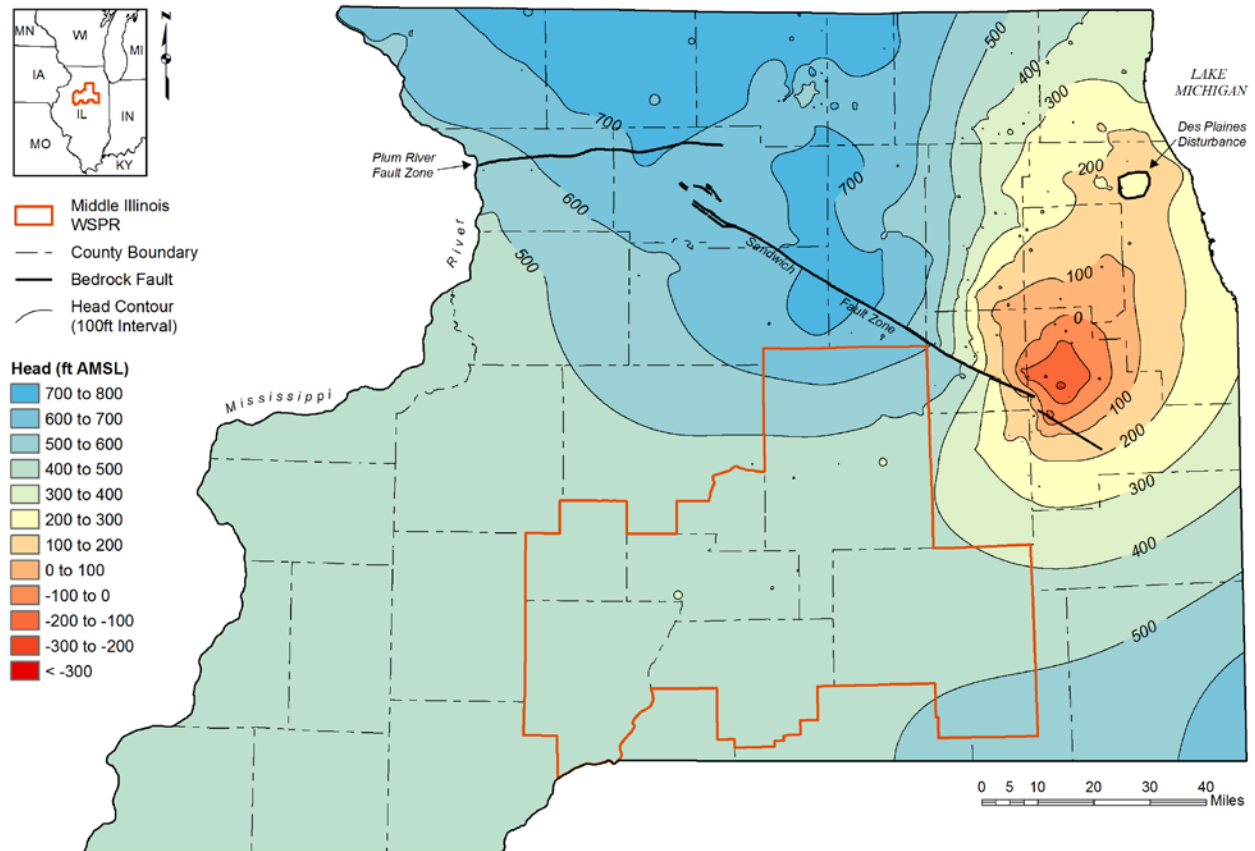 MN
WI
MI
IA
IL
IN
MO
KY
N
Middle Illinois
WSPR
County Boundary
Bedrock Fault
Head Contour
(100ft Interval)
Head (ft AMSL)
700 to 800
600 to 700
500 to 600
400 to 500
300 to 400
200 to 300
100 to 200
0 to 100
-100 to 0
-200 to -100
-300 to -200
< -300
LAKE
MICHIGAN
Des Plaines
Disturbance
Plum River
Fault Zone
Sandwich
Fault Zone
Mississippi
River
500
400
300
700
200
700
600
500
100
0
100
200
300
400
500
0 5 10 20 30 40
Miles